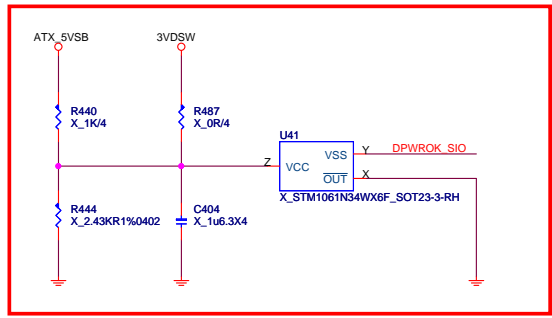 ATX_5VSB
3VDSW
R440
X_1K/4
R487
X_0R/4
U41
Z
VCC
VSS
Y
DPWROK_SIO
OUT
X
X_STM1061N34WX6F_SOT23-3-RH
R444
X_2.43KR1%0402
C404
X_1u6.3X4